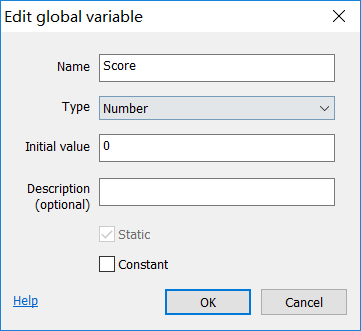 Edit global variable
Name Score
Type Number
Initial value 0
Description
(optional)
Static
Constant
Help OK Cancel